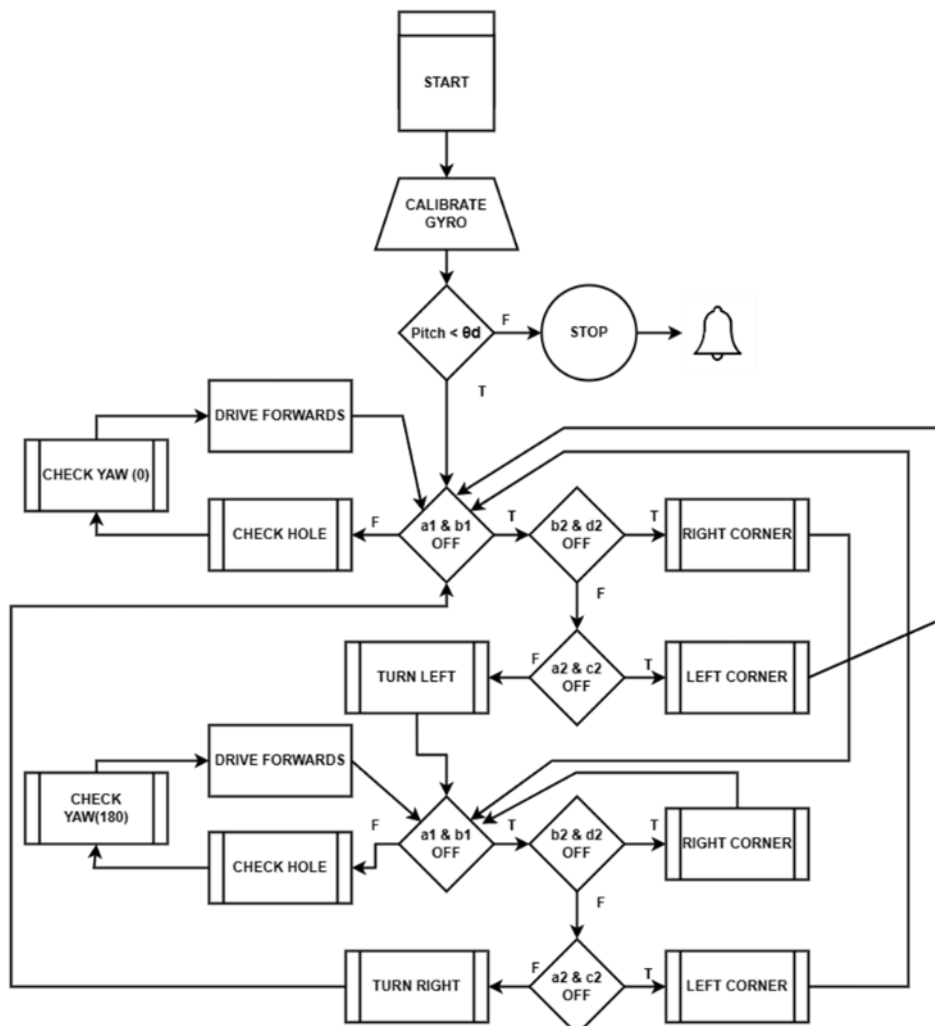 START
CALIBRATE
GYRO
Pitch < θd
F
STOP
T
DRIVE FORWARDS
CHECK YAW (0)
CHECK HOLE
F
a1 & b1
OFF
T
b2 & d2
OFF
T
RIGHT CORNER
F
TURN LEFT
F
a2 & c2
OFF
T
LEFT CORNER
DRIVE FORWARDS
CHECK
YAW(180)
CHECK HOLE
F
a1 & b1
OFF
T
b2 & d2
OFF
T
RIGHT CORNER
F
TURN RIGHT
F
a2 & c2
OFF
T
LEFT CORNER